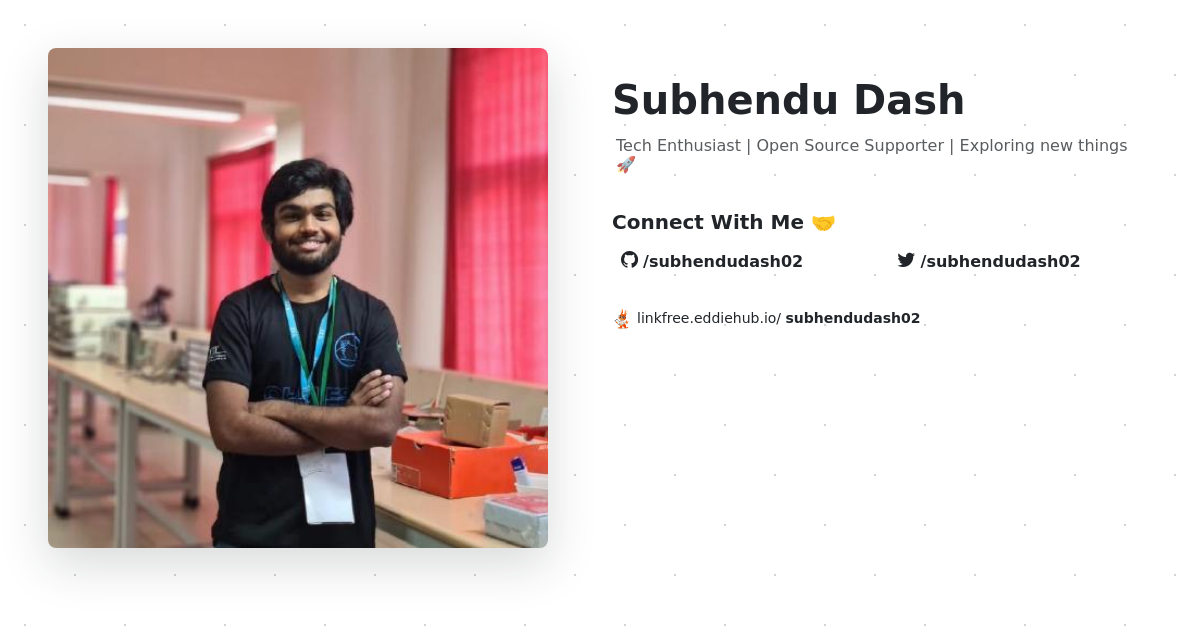 Subhendu Dash
Tech Enthusiast | Open Source Supporter | Exploring new things
🚀
Connect With Me 🤝
/subhendudash02 /subhendudash02
linkfree.eddiehub.io/ subhendudash02